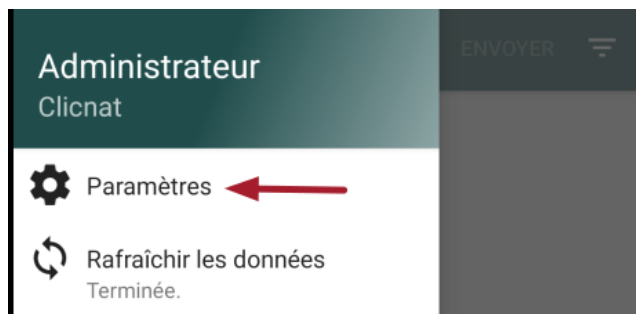 Administrateur
Clicnat
ENVOYER
Paramètres
Rafraîchir les données
Terminée.